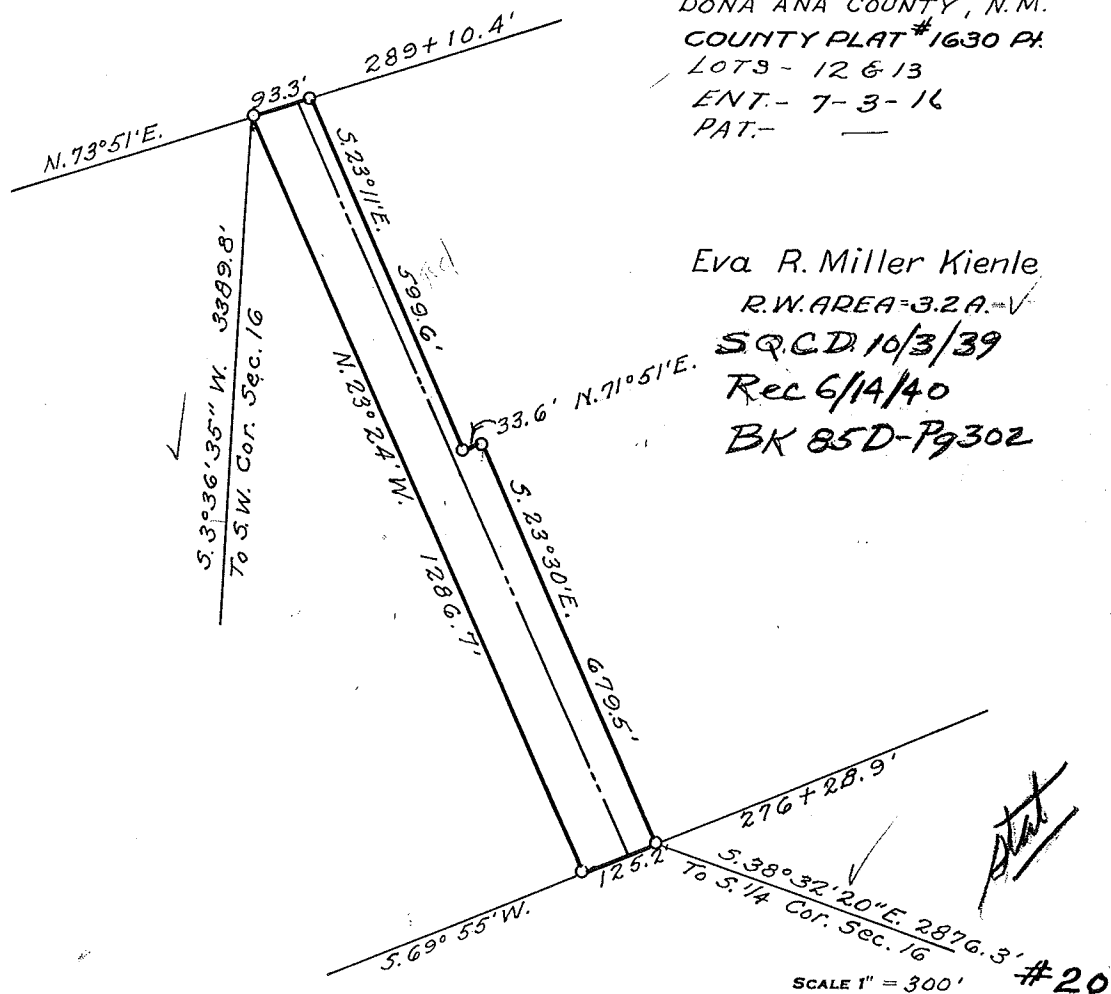 DONA ANA COUNTY, N.M.
COUNTY PLAT #1630 Pt.
LOTS - 12 & 13
ENT. - 7-3-16
PAT. - —
289+10.4'
93.3'
N.73°51'E.
S.23°11'E.
599.6'
S.3°36'35" W. 3389.8'
To S.W. Cor. Sec. 16
Eva R. Miller Kienle
R.W. AREA = 3.2 A.
S.Q.C.D. 10/3/39
Rec 6/14/40
BK 85D-Pg302
33.6' N.71°51'E.
N.23°24'W.
1286.7'
S.23°30'E.
679.5'
276+28.9'
125.2
S.69°55'W.
S.38°32'20"E. 2876.3'
To S.1/4 Cor. Sec. 16
plat
SCALE 1" = 300'
#20